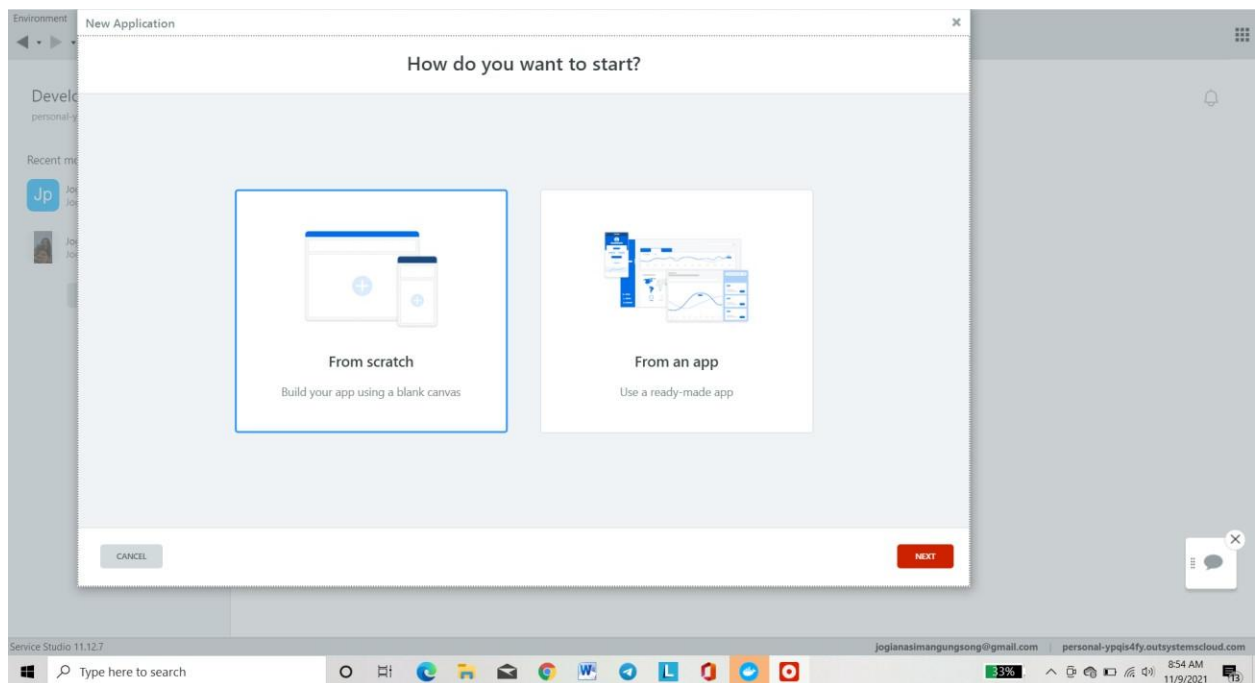 Environment
New Application
How do you want to start?
Develo
personal-y
Recent mo
Jp
From scratch
Build your app using a blank canvas
From an app
Use a ready-made app
CANCEL
NEXT
Service Studio 11.12.7
jogianasimangungsong@gmail.com
personal-ypqis4fy.outsystemscloud.com
Type here to search
33%
8:54 AM
11/9/2021
13